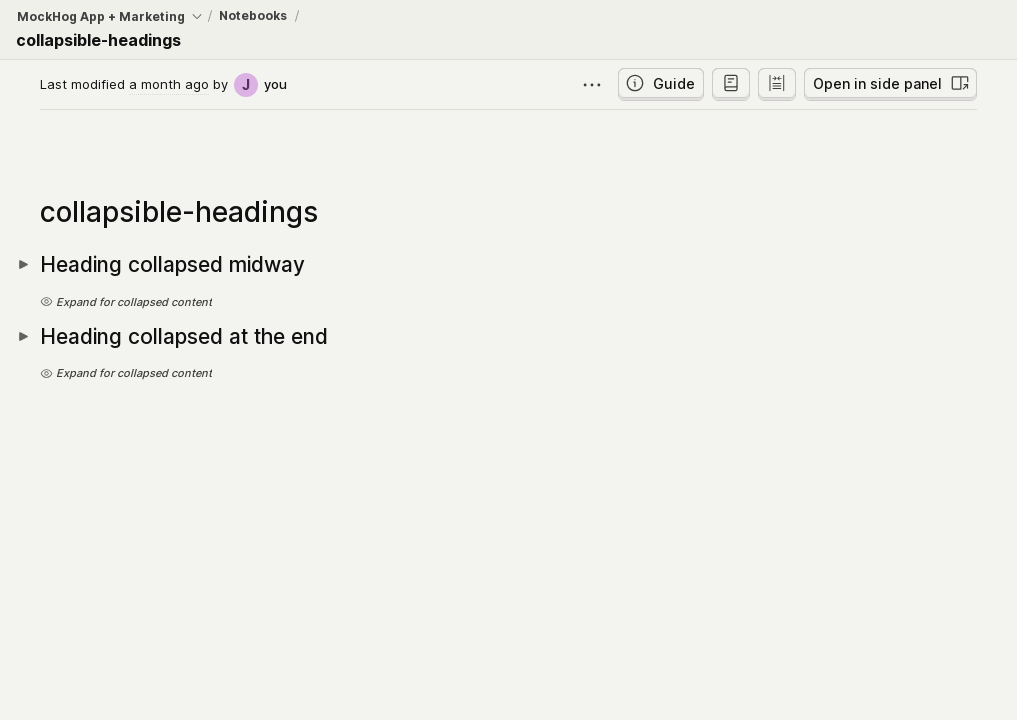 MockHog App + Marketing / Notebooks /
collapsible-headings
Last modified a month ago by J you
Guide
Open in side panel
collapsible-headings
Heading collapsed midway
Expand for collapsed content
Heading collapsed at the end
Expand for collapsed content